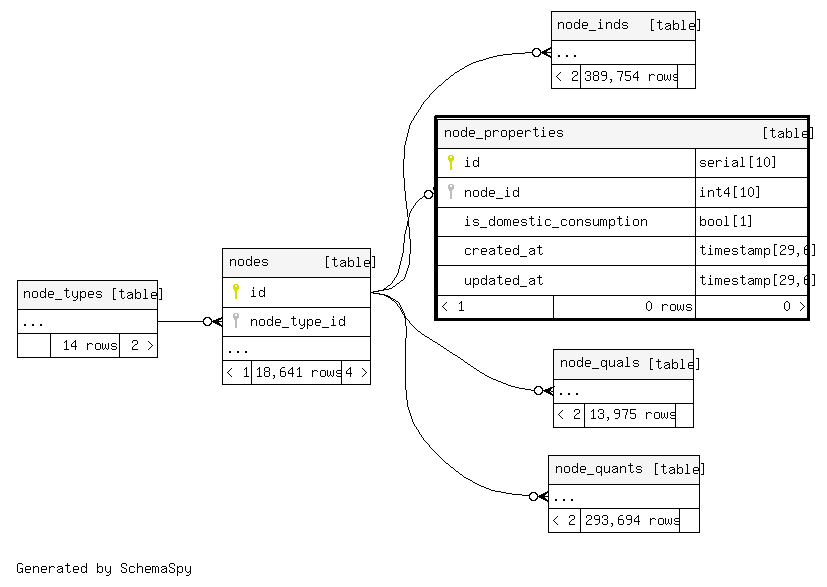 node_inds [table]
...
< 2 389,754 rows
node_properties [table]
id serial[10]
node_id int4[10]
is_domestic_consumption bool[1]
created_at timestamp[29,6]
updated_at timestamp[29,6]
< 1 0 rows 0 >
nodes [table]
id
node_type_id
...
< 1 18,641 rows 4 >
node_types [table]
...
14 rows 2 >
node_quals [table]
...
< 2 13,975 rows
node_quants [table]
...
< 2 293,694 rows
Generated by SchemaSpy